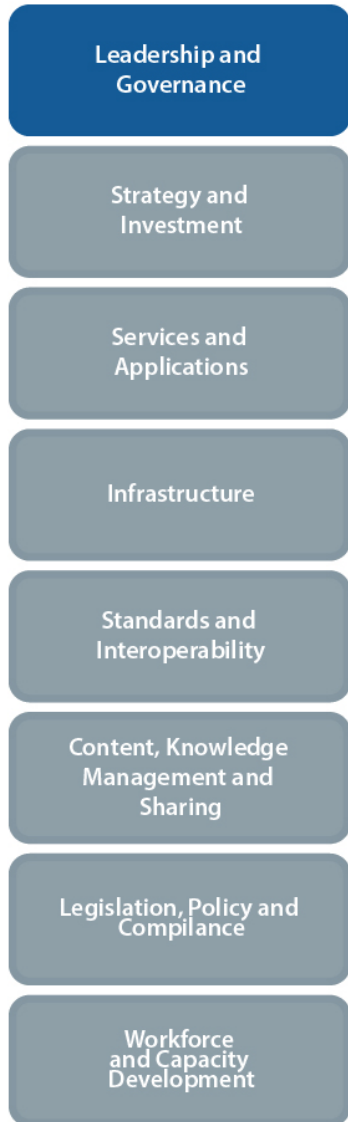 Leadership and
Governance
Strategy and
Investment
Services and
Applications
Infrastructure
Standards and
Interoperability
Content, Knowledge
Management and
Sharing
Legislation, Policy and
Compilance
Workforce
and Capacity
Development